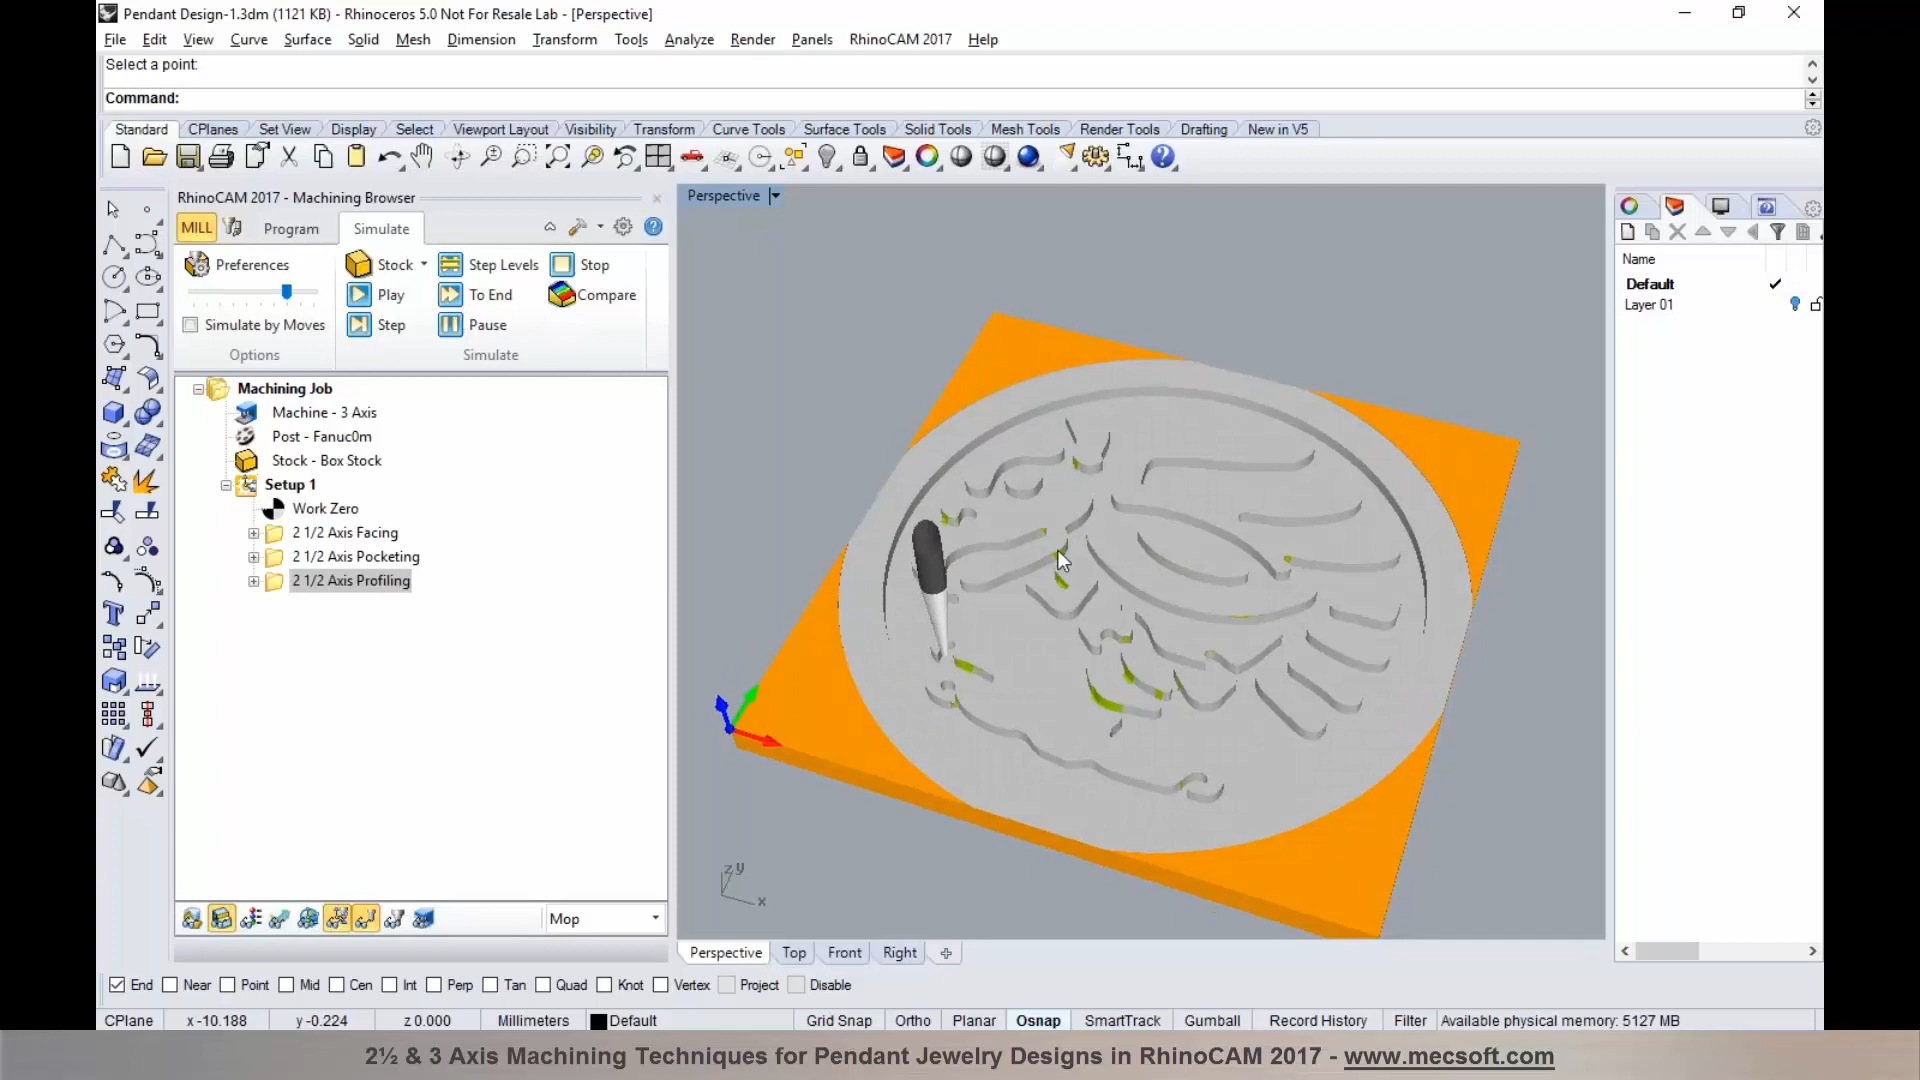 Pendant Design-1.3dm (1121 KB) - Rhinoceros 5.0 Not For Resale Lab - [Perspective]
File Edit View Curve Surface Solid Mesh Dimension Transform Tools Analyze Render Panels RhinoCAM 2017 Help
Select a point:
Command:
Standard CPlanes Set View Display Select Viewport Layout Visibility Transform Curve Tools Surface Tools Solid Tools Mesh Tools Render Tools Drafting New in V5
RhinoCAM 2017 - Machining Browser
MILL Program Simulate
Preferences Stock Step Levels Stop
Play To End Compare
Simulate by Moves Step Pause
Options Simulate
Machining Job
Machine - 3 Axis
Post - Fanuc0m
Stock - Box Stock
Setup 1
Work Zero
2 1/2 Axis Facing
2 1/2 Axis Pocketing
2 1/2 Axis Profiling
Mop
Perspective
z y
x
Perspective Top Front Right
Name
Default
Layer 01
End Near Point Mid Cen Int Perp Tan Quad Knot Vertex Project Disable
CPlane x -10.188 y -0.224 z 0.000 Millimeters Default Grid Snap Ortho Planar Osnap SmartTrack Gumball Record History Filter Available physical memory: 5127 MB
2½ & 3 Axis Machining Techniques for Pendant Jewelry Designs in RhinoCAM 2017 - www.mecsoft.com